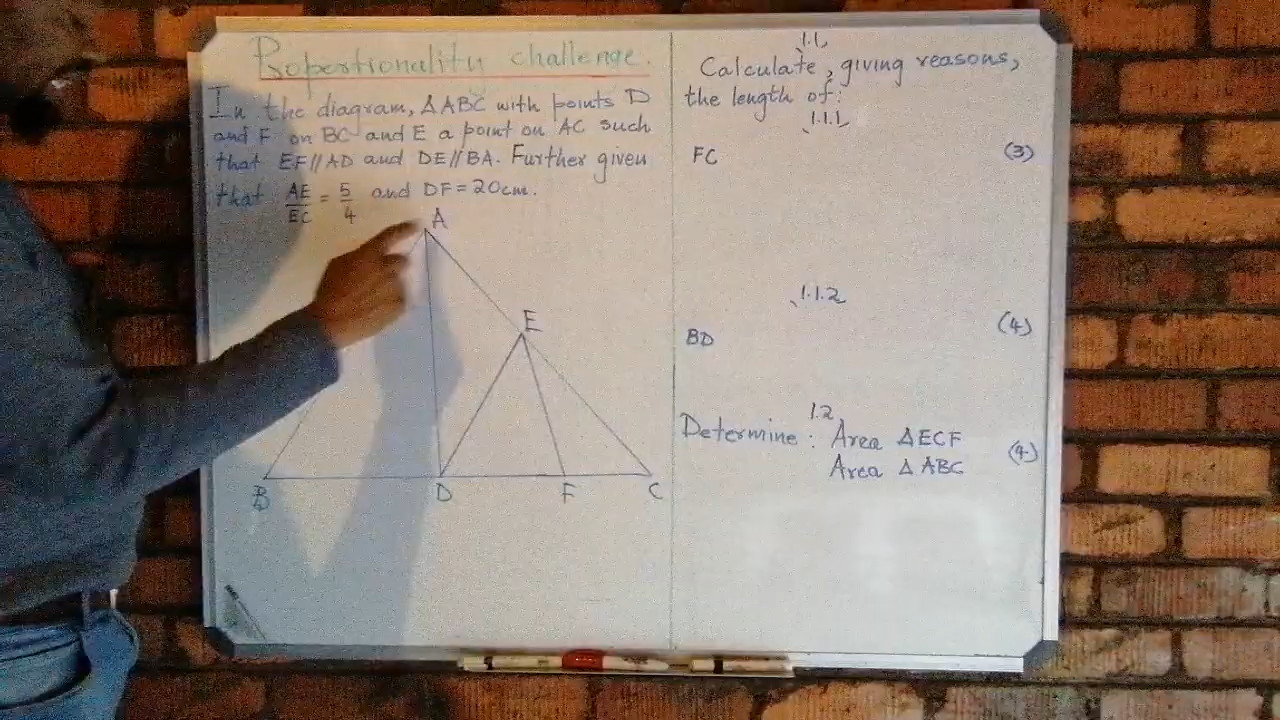 Proportionality challenge.
In the diagram, ΔABC with points D
and F on BC and E a point on AC such
that EF//AD and DE//BA. Further given
that AE/EC = 5/4 and DF = 20cm.
A
E
B
D
F
C
1.1
Calculate, giving reasons,
the length of:
1.1.1
FC (3)
1.1.2
(4)
BD
1.2
Determine: Area ΔECF
(4)
Area ΔABC